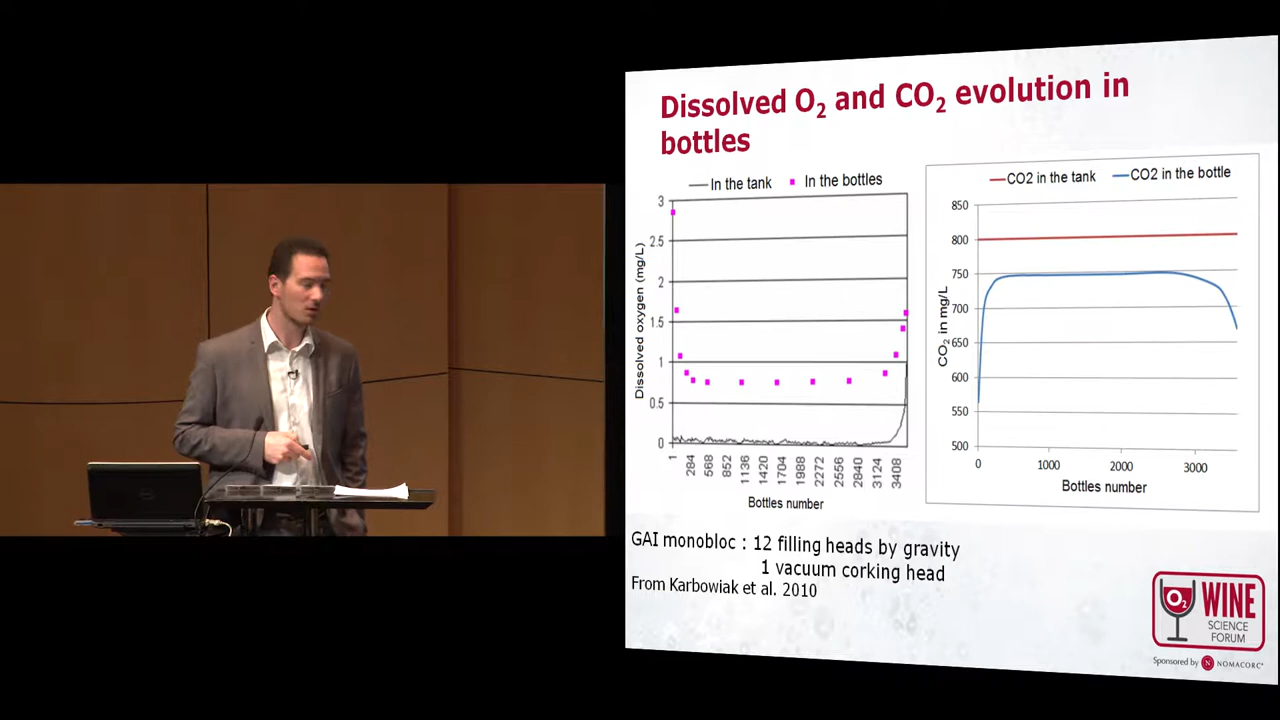 Dissolved O2 and CO2 evolution in
bottles
In the tank In the bottles
Dissolved oxygen (mg/L)
3
2.5
2
1.5
1
0.5
0
1 284 568 852 1136 1420 1704 1988 2272 2556 2840 3124 3408
Bottles number
CO2 in the tank CO2 in the bottle
CO2 in mg/L
850
800
750
700
650
600
550
500
0 1000 2000 3000
Bottles number
GAI monobloc : 12 filling heads by gravity
1 vacuum corking head
From Karbowiak et al. 2010
O2 WINE
SCIENCE
FORUM
Sponsored by N NOMACORC
DELL